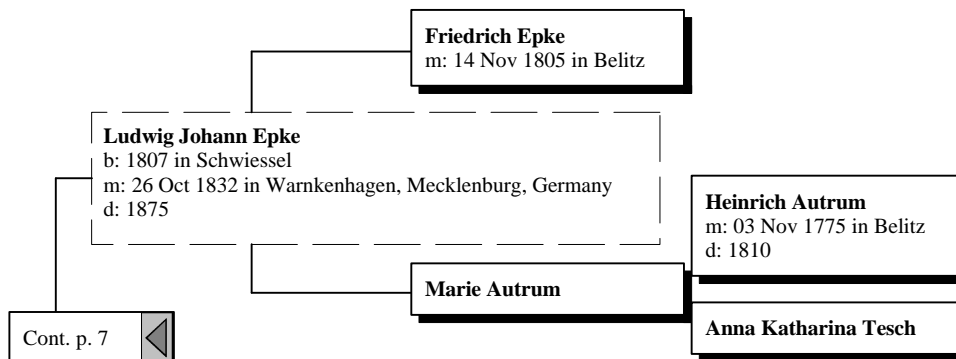 Friedrich Epke
m: 14 Nov 1805 in Belitz
Ludwig Johann Epke
b: 1807 in Schwiessel
m: 26 Oct 1832 in Warnkenhagen, Mecklenburg, Germany
d: 1875
Heinrich Autrum
m: 03 Nov 1775 in Belitz
d: 1810
Marie Autrum
Anna Katharina Tesch
Cont. p. 7